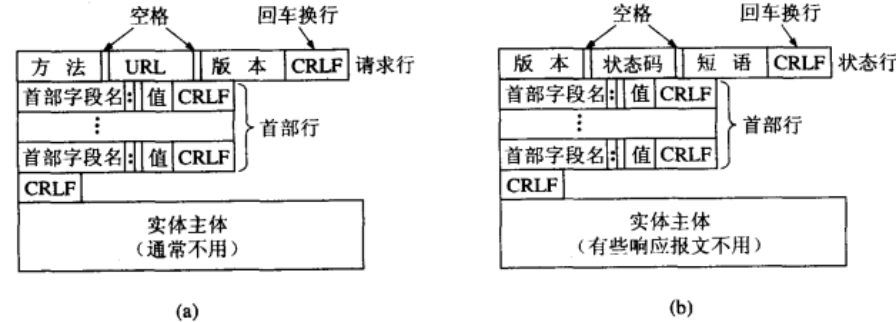 空格 回车换行
方法 URL 版本 CRLF 请求行
首部字段名: 值 CRLF
⋮
首部行
首部字段名: 值 CRLF
CRLF
实体主体
（通常不用）
(a)
空格 回车换行
版本 状态码 短语 CRLF 状态行
首部字段名: 值 CRLF
⋮
首部行
首部字段名: 值 CRLF
CRLF
实体主体
（有些响应报文不用）
(b)